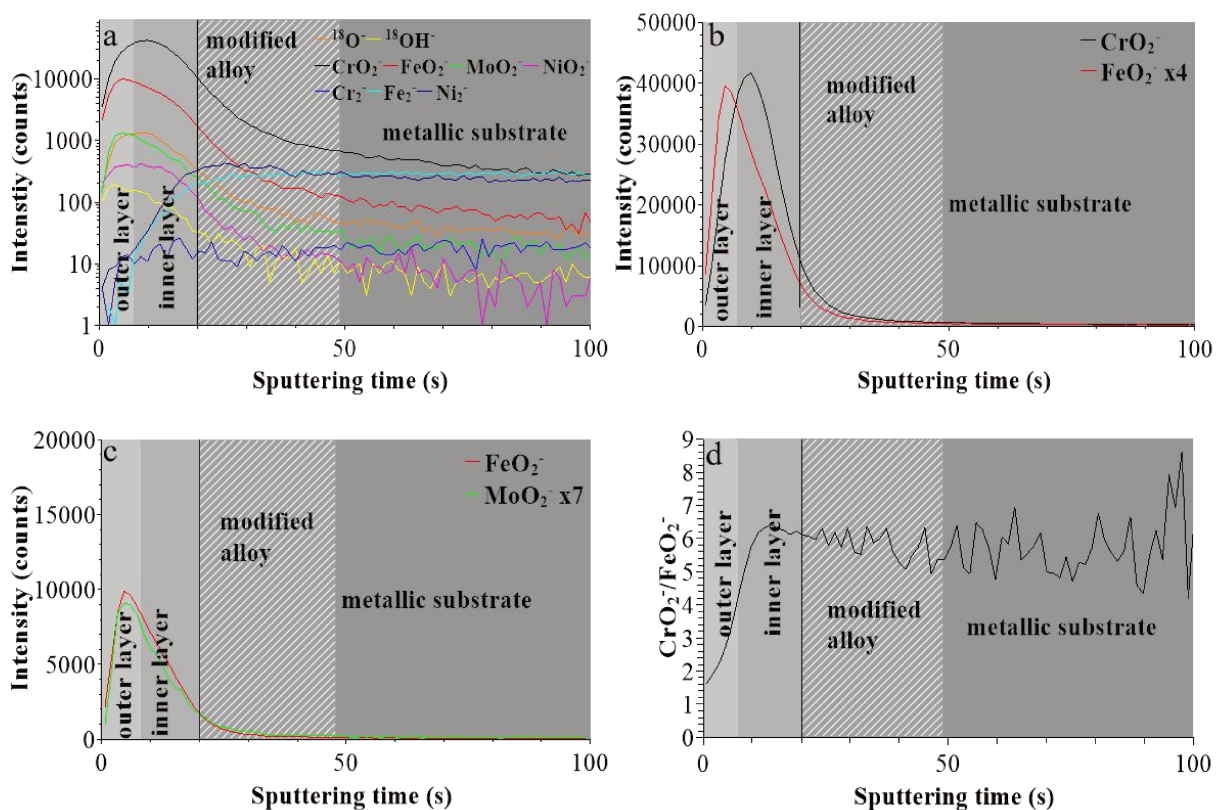 a
modified
alloy
¹⁸O⁻ ¹⁸OH⁻
CrO₂⁻ FeO₂⁻ MoO₂⁻ NiO₂⁻
Cr₂⁻ Fe₂⁻ Ni₂⁻
metallic substrate
outer layer
inner layer
10000
1000
100
10
1
0 50 100
Intensity (counts)
Sputtering time (s)
b
CrO₂⁻
FeO₂⁻ x4
modified
alloy
metallic substrate
outer layer
inner layer
50000
40000
30000
20000
10000
0
0 50 100
Intensity (counts)
Sputtering time (s)
c
FeO₂⁻
MoO₂⁻ x7
modified
alloy
metallic substrate
outer layer
inner layer
20000
15000
10000
5000
0
0 50 100
Intensity (counts)
Sputtering time (s)
d
outer layer
inner layer
modified
alloy
metallic substrate
9
8
7
6
5
4
3
2
1
0
0 50 100
CrO₂⁻/FeO₂⁻
Sputtering time (s)